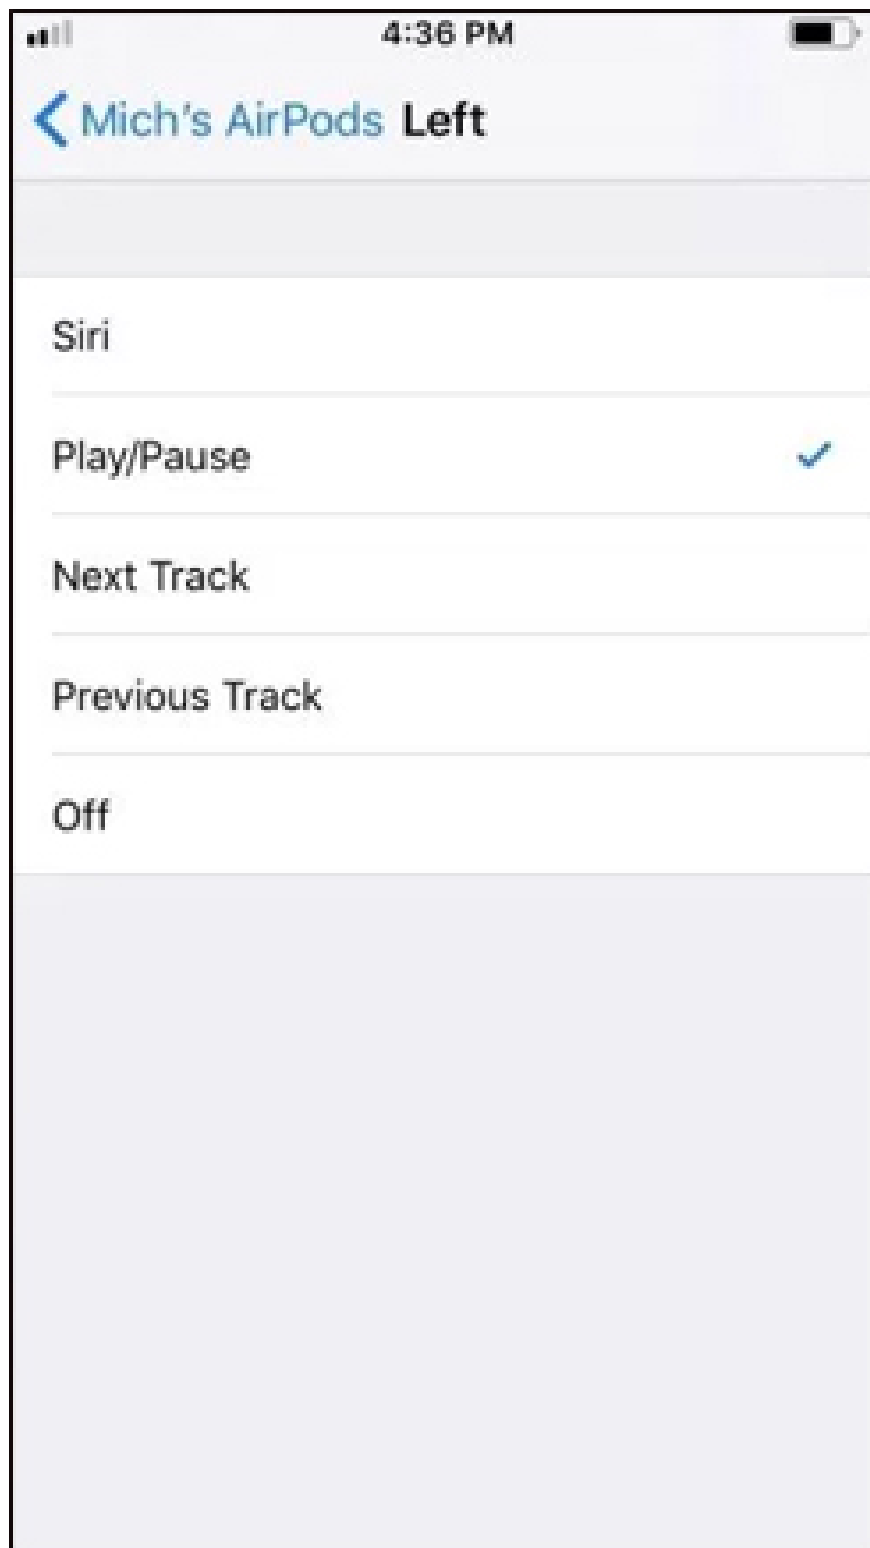 4:36 PM
Mich's AirPods Left
Siri
Play/Pause
Next Track
Previous Track
Off